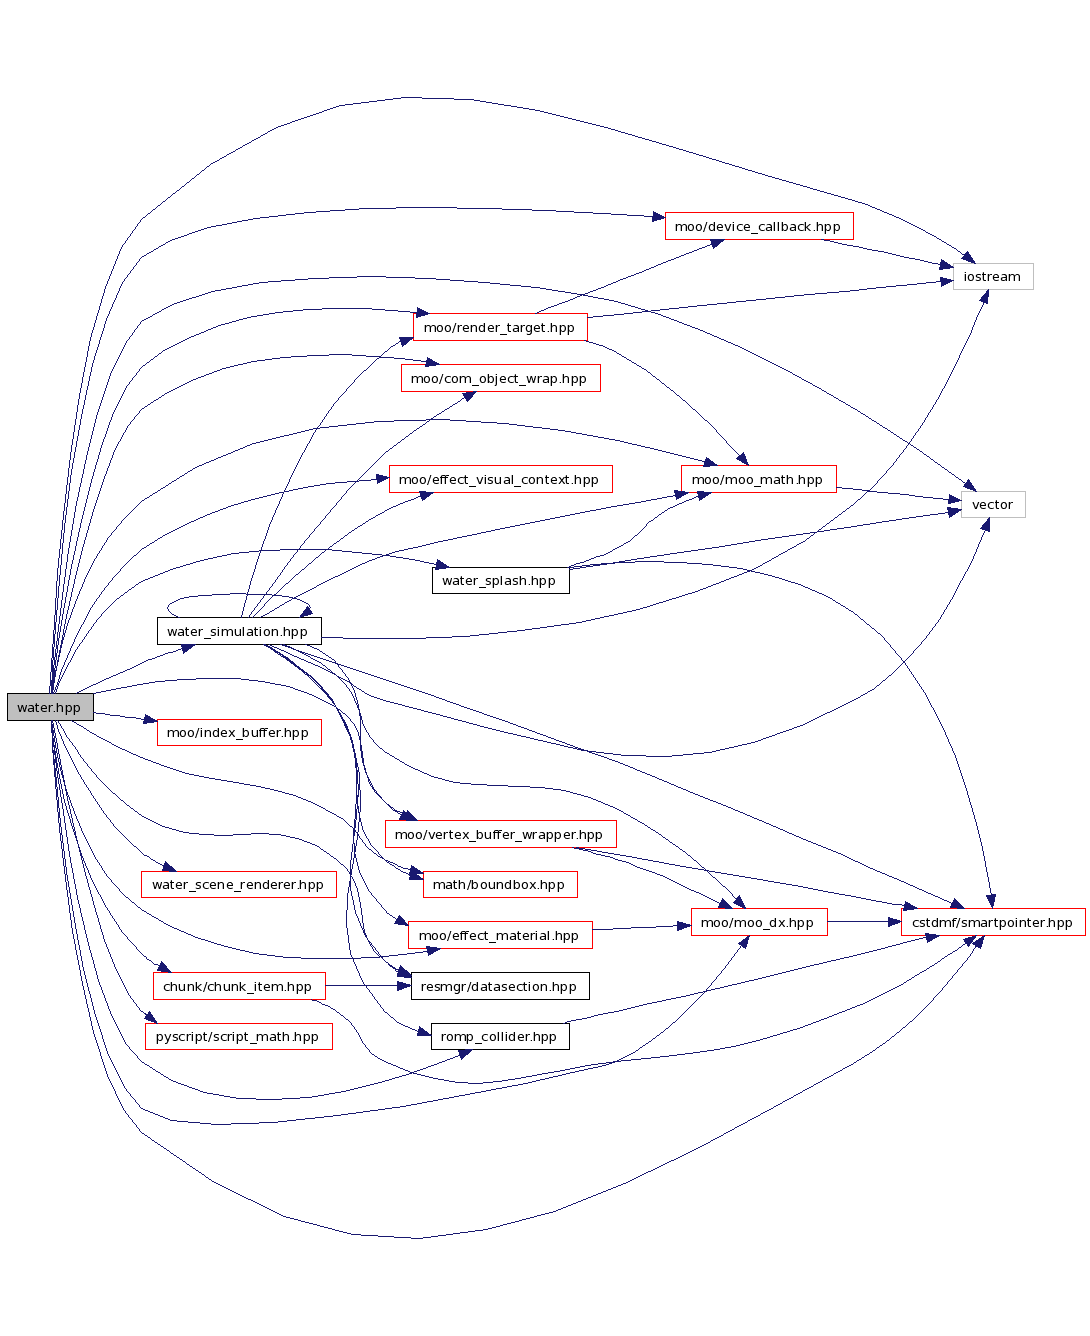 moo/device_callback.hpp
iostream
moo/render_target.hpp
moo/com_object_wrap.hpp
moo/effect_visual_context.hpp
moo/moo_math.hpp
vector
water_splash.hpp
water_simulation.hpp
water.hpp
moo/index_buffer.hpp
moo/vertex_buffer_wrapper.hpp
water_scene_renderer.hpp
math/boundbox.hpp
moo/effect_material.hpp
moo/moo_dx.hpp
cstdmf/smartpointer.hpp
chunk/chunk_item.hpp
resmgr/datasection.hpp
pyscript/script_math.hpp
romp_collider.hpp